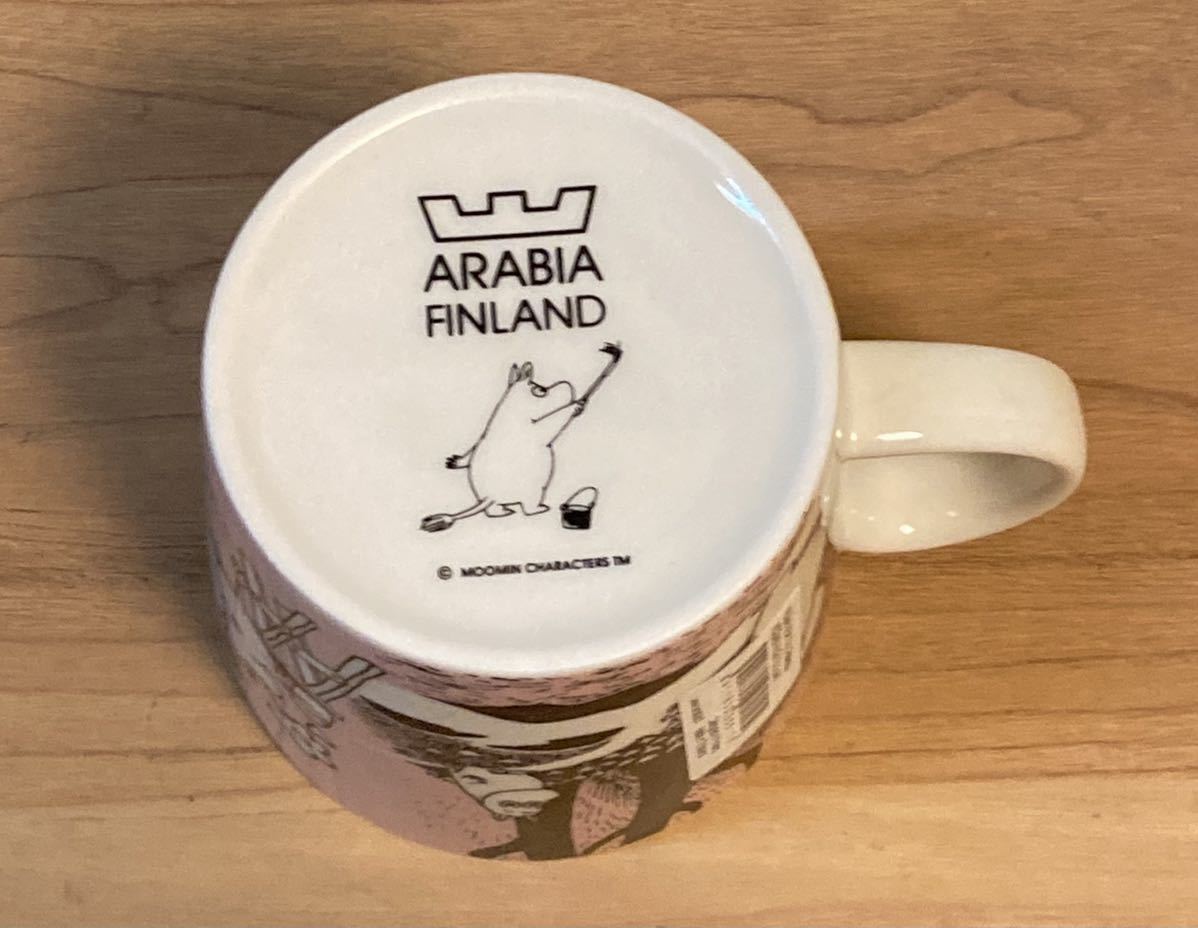 ARABIA
FINLAND
© MOOMIN CHARACTERS TM